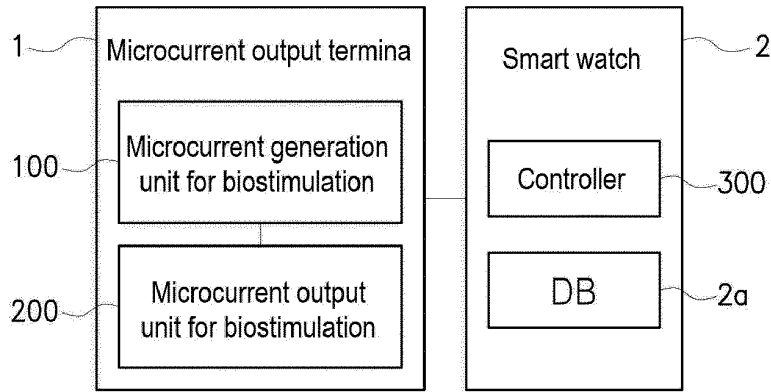 1
Microcurrent output termina
100
Microcurrent generation
unit for biostimulation
200
Microcurrent output
unit for biostimulation
Smart watch
2
Controller
300
DB
2a